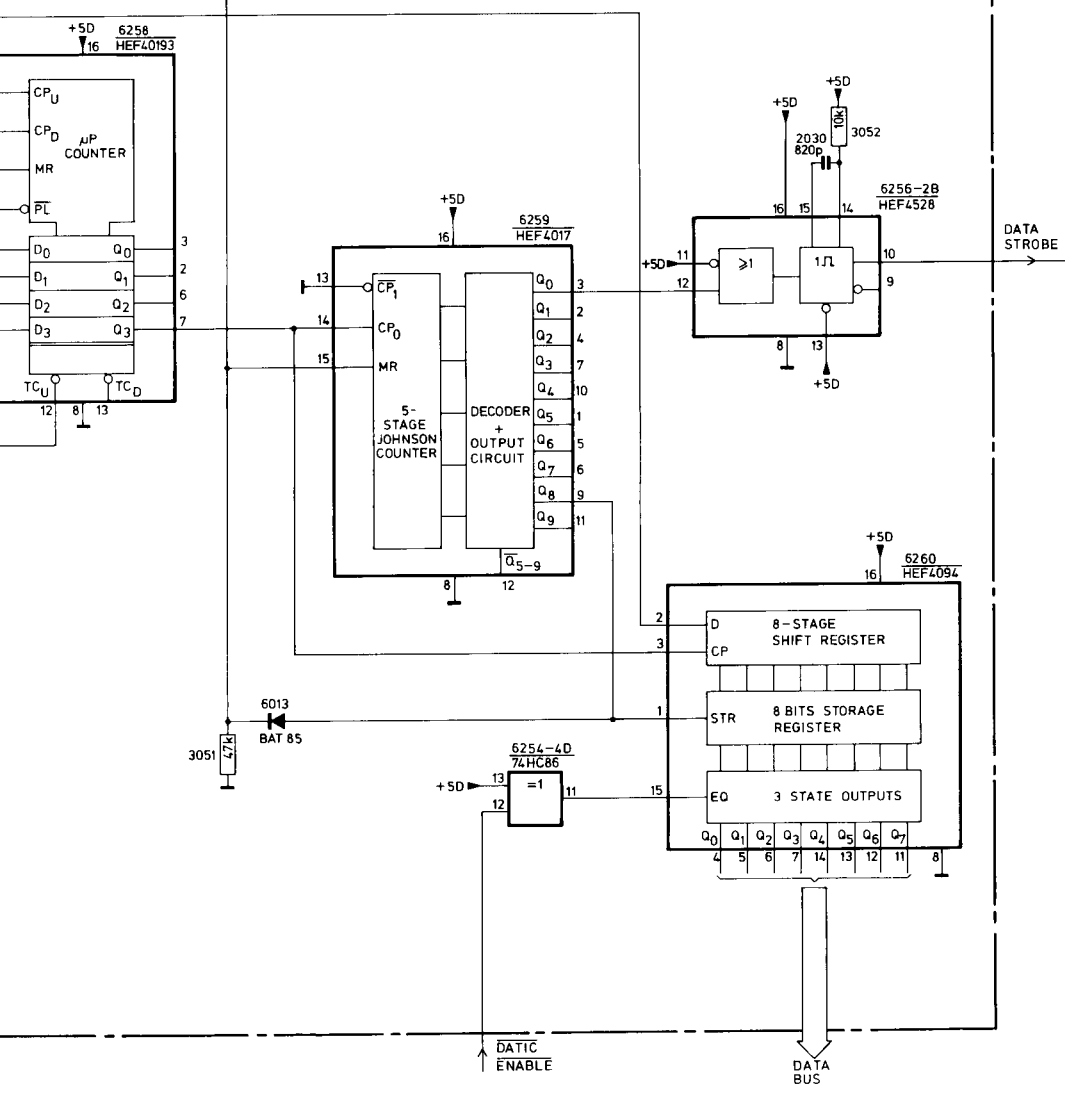 +5D
16
6258
HEF40193
CPU
CPD
µP
COUNTER
MR
PL
D0
Q0
3
D1
Q1
2
D2
Q2
6
D3
Q3
7
TCU
TCD
12
8
13
+5D
16
6259
HEF4017
13
CP1
14
CP0
15
MR
5-
STAGE
JOHNSON
COUNTER
DECODER
+
OUTPUT
CIRCUIT
Q0
3
Q1
2
Q2
4
Q3
7
Q4
10
Q5
1
Q6
5
Q7
6
Q8
9
Q9
11
Q5-9
8
12
+5D
+5D
10k
3052
2030
820p
16
15
14
6256-2B
HEF4528
+5D
11
12
≥1
1
10
9
8
13
+5D
DATA
STROBE
+5D
16
6260
HEF4094
2
D
8-STAGE
SHIFT REGISTER
3
CP
1
STR
8 BITS STORAGE
REGISTER
15
EO
3 STATE OUTPUTS
Q0 Q1 Q2 Q3 Q4 Q5 Q6 Q7
4 5 6 7 14 13 12 11
8
6013
BAT 85
3051
47k
6254-4D
74HC86
+5D
13
12
=1
11
DATIC
ENABLE
DATA
BUS